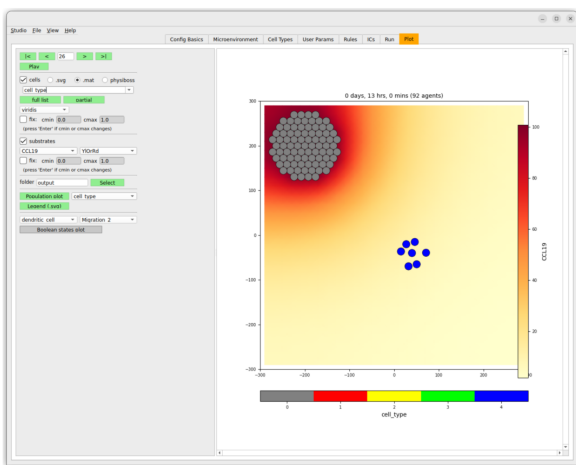 Studio File View Help
Config Basics Microenvironment Cell Types User Params Rules ICs Run Plot
|< < 26 > >|
Play
cells .svg .mat physiboss
cell_type
full list partial
viridis
fix: cmin 0.0 cmax 1.0
(press 'Enter' if cmin or cmax changes)
substrates
CCL19 YlOrRd
fix: cmin 0.0 cmax 1.0
(press 'Enter' if cmin or cmax changes)
folder output Select
Population plot cell_type
Legend (.svg)
dendritic_cell Migration_2
Boolean states plot
0 days, 13 hrs, 0 mins (92 agents)
300
200
100
0
−100
−200
−300
−300 −200 −100 0 100 200
100
80
60
40
20
0
CCL19
0 1 2 3 4
cell_type